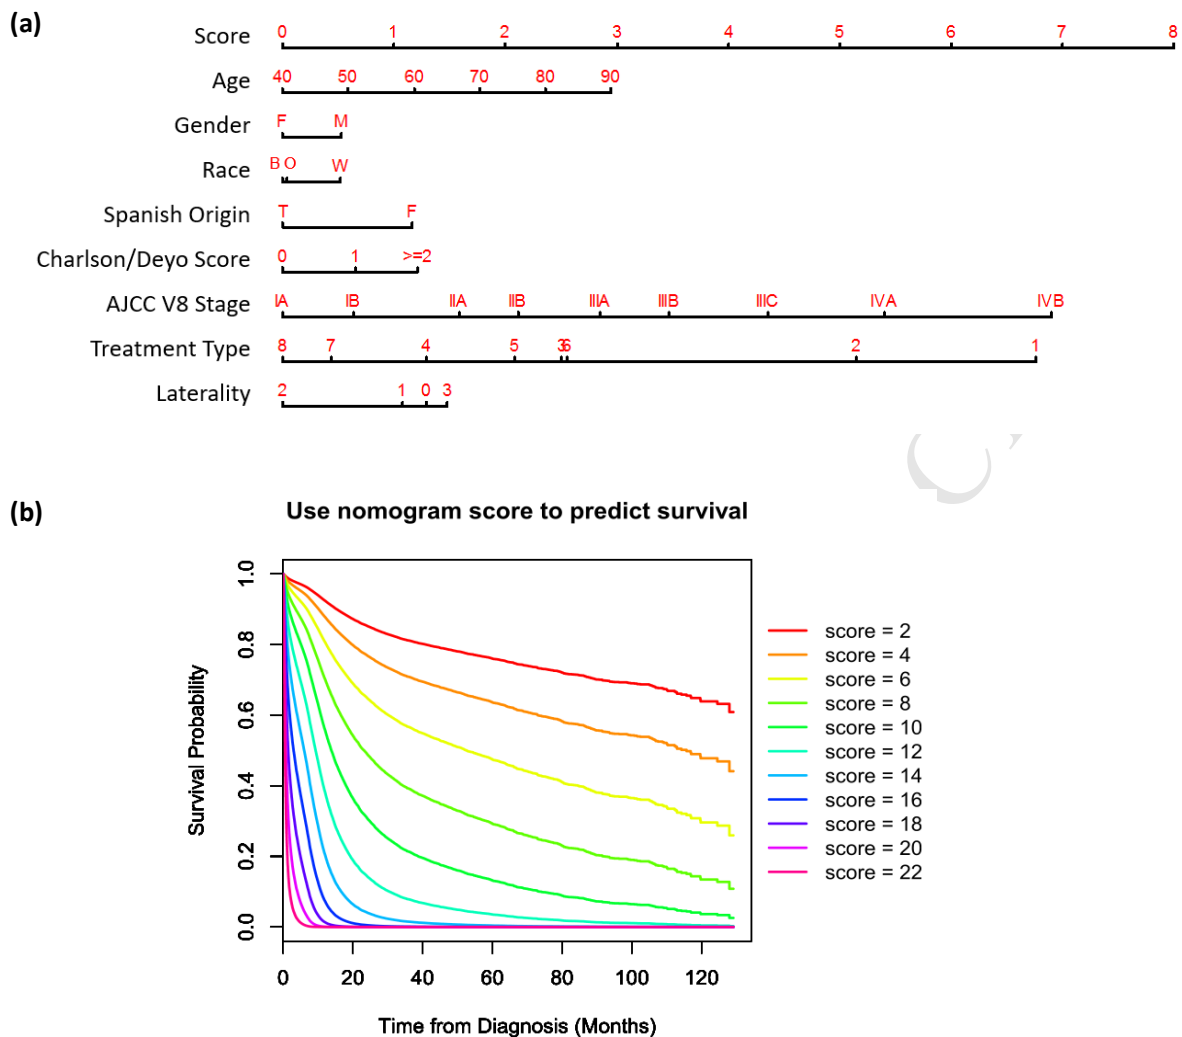 (a)
Score 0 1 2 3 4 5 6 7 8
Age 40 50 60 70 80 90
Gender F M
Race B O W
Spanish Origin T F
Charlson/Deyo Score 0 1 >=2
AJCC V8 Stage IA IB IIA IIB IIIA IIIB IIIC IVA IVB
Treatment Type 8 7 4 5 3 6 2 1
Laterality 2 1 0 3
(b)
Use nomogram score to predict survival
Survival Probability
1.0
0.8
0.6
0.4
0.2
0.0
0 20 40 60 80 100 120
Time from Diagnosis (Months)
score = 2
score = 4
score = 6
score = 8
score = 10
score = 12
score = 14
score = 16
score = 18
score = 20
score = 22